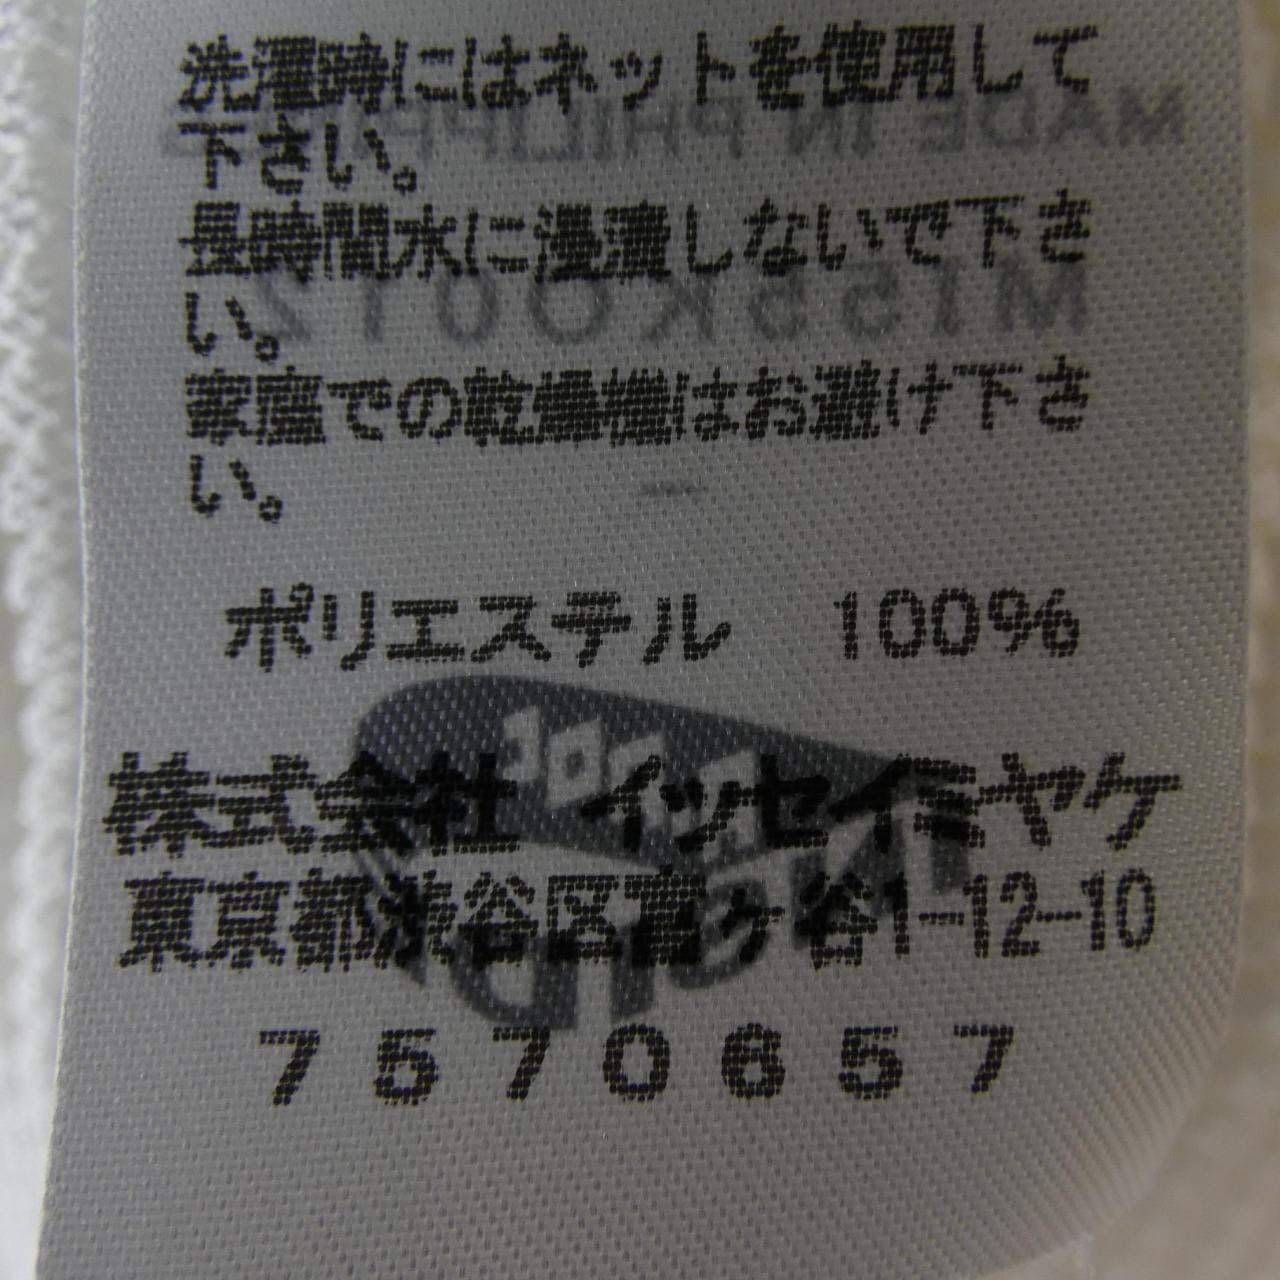 洗濯時にはネットを使用して
下さい。
長時間水に浸漬しないで下さ
い。
家庭での乾燥機はお避け下さ
い。
ポリエステル 100%
株式会社 イッセイミヤケ
東京都渋谷区富ヶ谷1-12-10
7570657
MADE IN PHILIPPINES